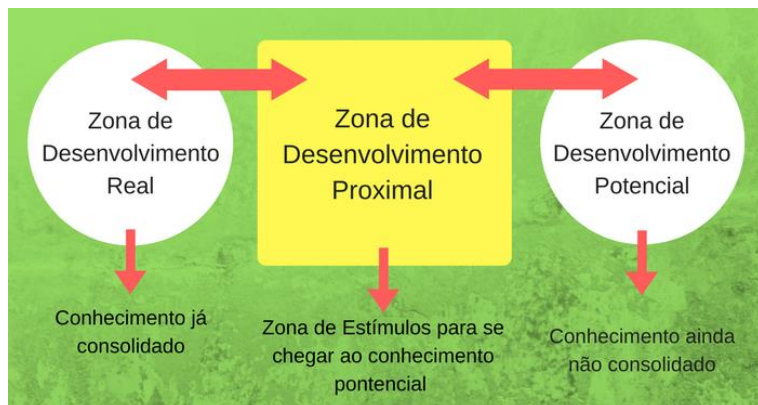 Zona de
Desenvolvimento
Real
Zona de
Desenvolvimento
Proximal
Zona de
Desenvolvimento
Potencial
Conhecimento já
consolidado
Zona de Estímulos para se
chegar ao conhecimento
pontencial
Conhecimento ainda
não consolidado